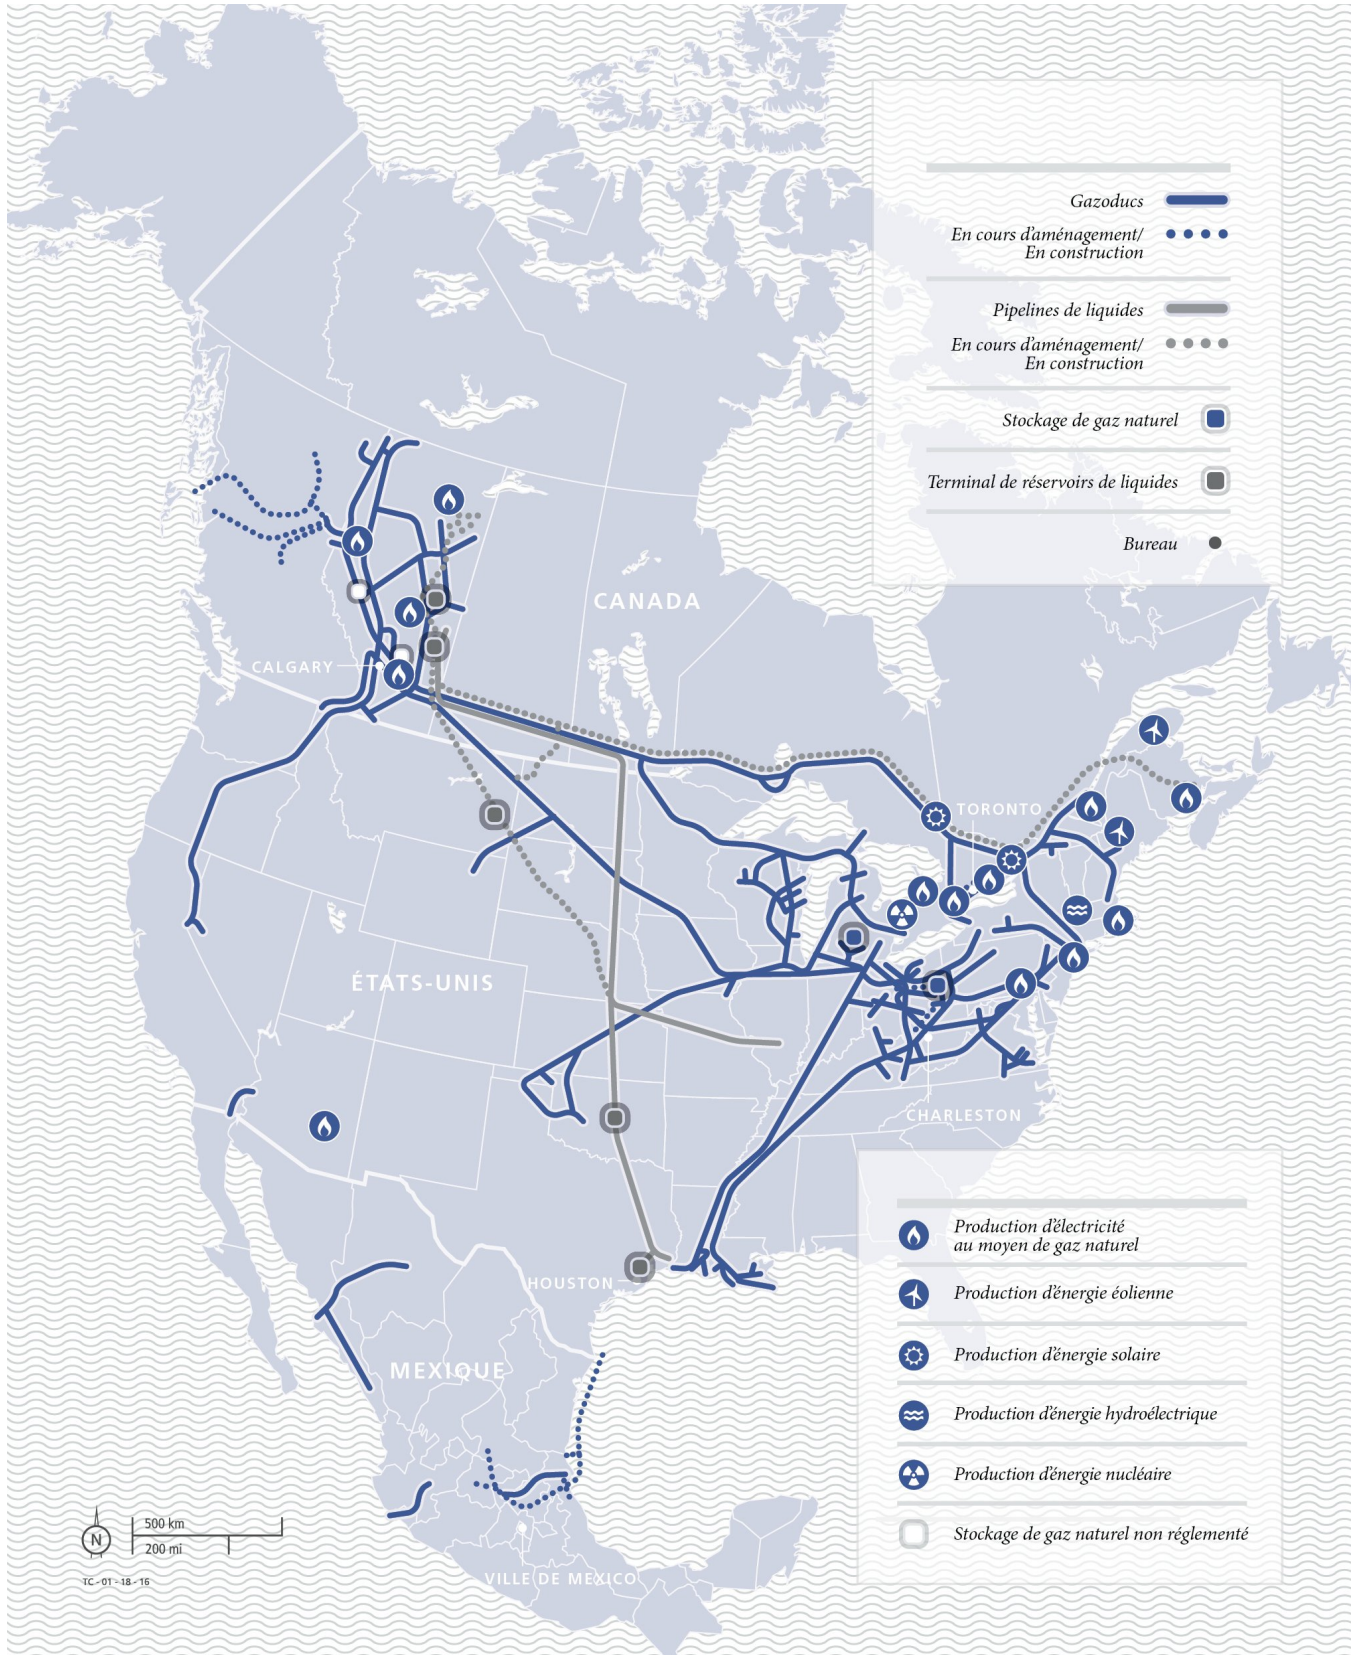 Gazoducs
En cours d'aménagement/
En construction
Pipelines de liquides
En cours d'aménagement/
En construction
Stockage de gaz naturel
Terminal de réservoirs de liquides
Bureau
CANADA
CALGARY
TORONTO
ÉTATS-UNIS
CHARLESTON
HOUSTON
MEXIQUE
VILLE DE MEXICO
Production d'électricité
au moyen de gaz naturel
Production d'énergie éolienne
Production d'énergie solaire
Production d'énergie hydroélectrique
Production d'énergie nucléaire
Stockage de gaz naturel non réglementé
N
500 km
200 mi
TC - 01 - 18 - 16